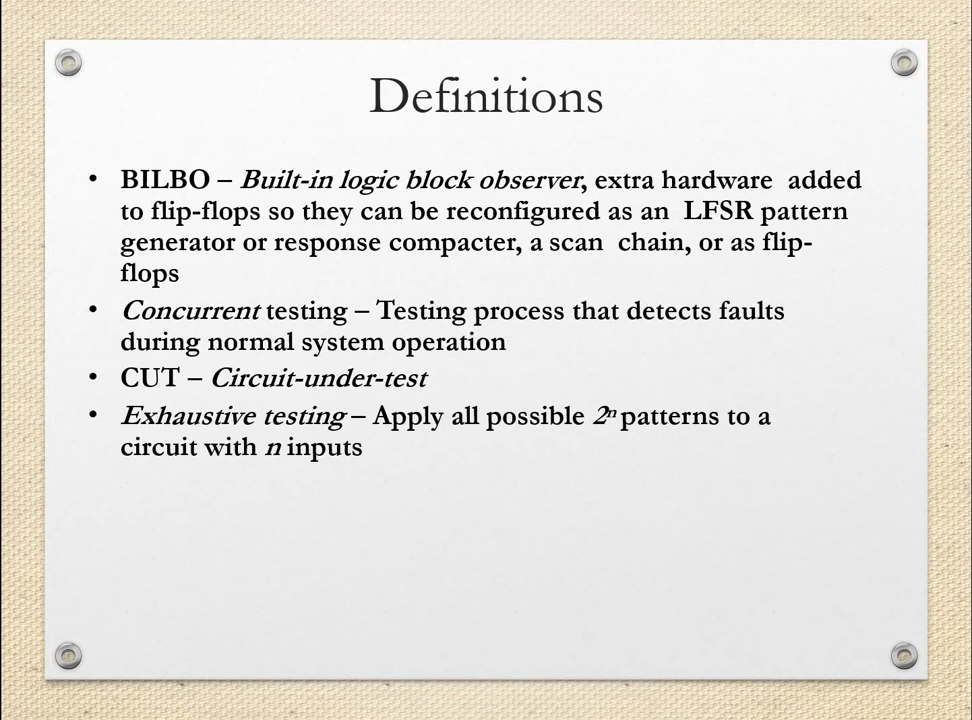 Definitions
• BILBO – Built-in logic block observer, extra hardware added
to flip-flops so they can be reconfigured as an LFSR pattern
generator or response compacter, a scan chain, or as flip-
flops
• Concurrent testing – Testing process that detects faults
during normal system operation
• CUT – Circuit-under-test
• Exhaustive testing – Apply all possible 2ⁿ patterns to a
circuit with n inputs